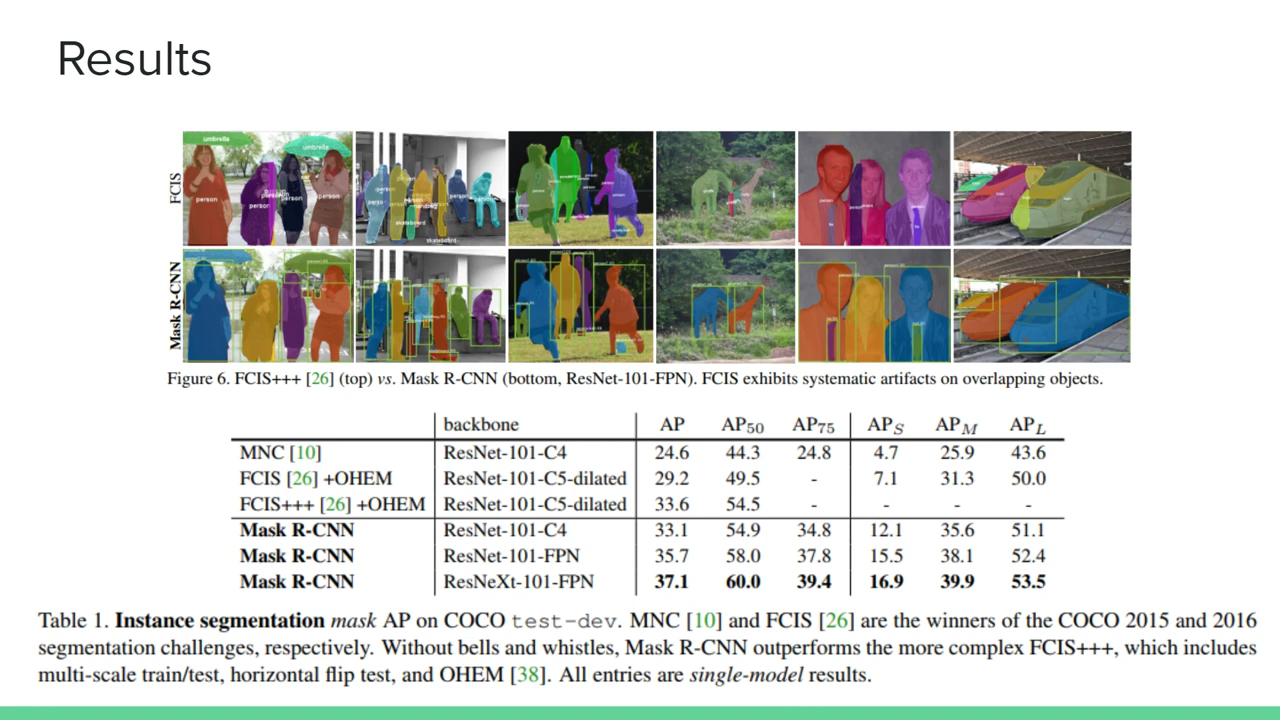 Results
FCIS
umbrella
umbrella
person
person
person
person
person
skateboard
Mask R-CNN
Figure 6. FCIS+++ [26] (top) vs. Mask R-CNN (bottom, ResNet-101-FPN). FCIS exhibits systematic artifacts on overlapping objects.
backbone AP AP50 AP75 APS APM APL
MNC [10] ResNet-101-C4 24.6 44.3 24.8 4.7 25.9 43.6
FCIS [26] +OHEM ResNet-101-C5-dilated 29.2 49.5 - 7.1 31.3 50.0
FCIS+++ [26] +OHEM ResNet-101-C5-dilated 33.6 54.5 - - - -
Mask R-CNN ResNet-101-C4 33.1 54.9 34.8 12.1 35.6 51.1
Mask R-CNN ResNet-101-FPN 35.7 58.0 37.8 15.5 38.1 52.4
Mask R-CNN ResNeXt-101-FPN 37.1 60.0 39.4 16.9 39.9 53.5
Table 1. Instance segmentation mask AP on COCO test-dev. MNC [10] and FCIS [26] are the winners of the COCO 2015 and 2016
segmentation challenges, respectively. Without bells and whistles, Mask R-CNN outperforms the more complex FCIS+++, which includes
multi-scale train/test, horizontal flip test, and OHEM [38]. All entries are single-model results.